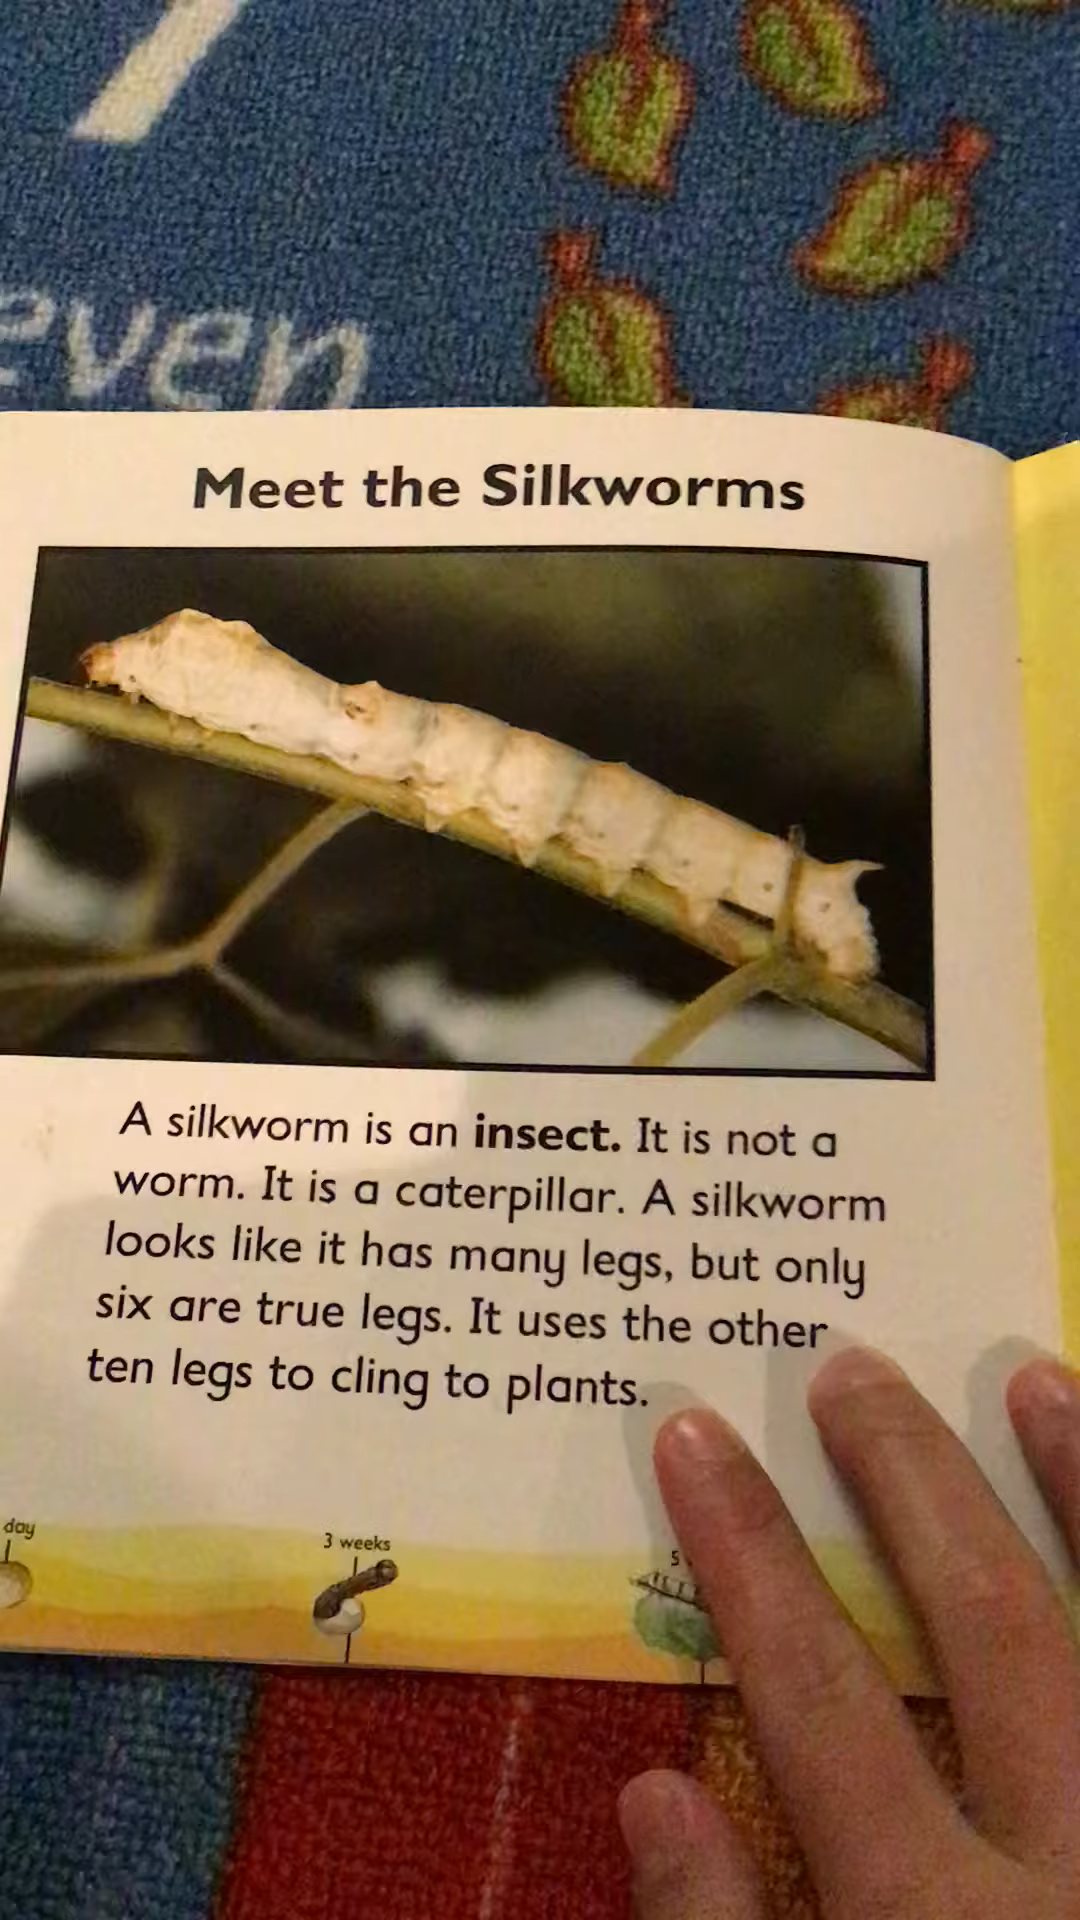 7
even
Meet the Silkworms
A silkworm is an insect. It is not a
worm. It is a caterpillar. A silkworm
looks like it has many legs, but only
six are true legs. It uses the other
ten legs to cling to plants.
day
3 weeks
5